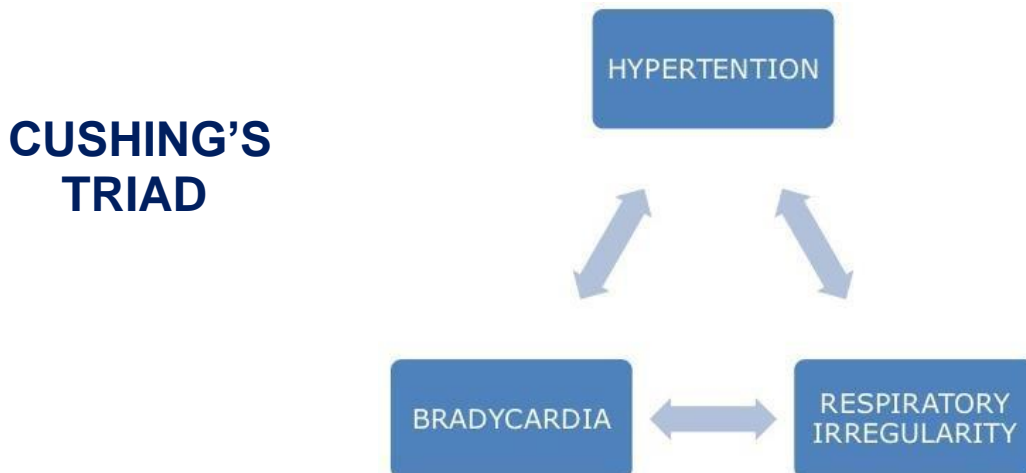 CUSHING’S
TRIAD
HYPERTENTION
BRADYCARDIA
RESPIRATORY
IRREGULARITY